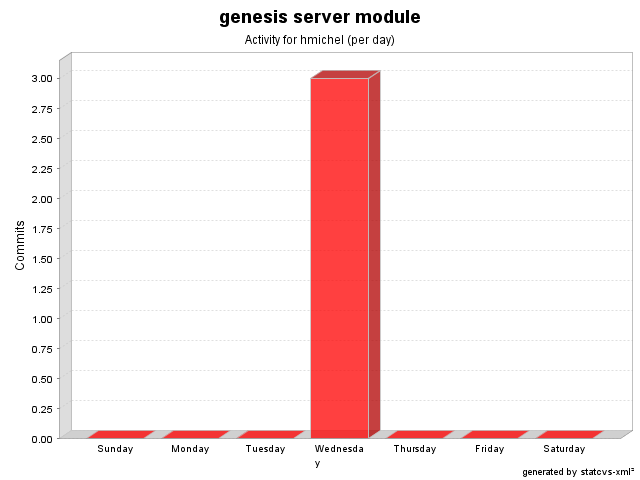 genesis server module
Activity for hmichel (per day)
3.00
2.75
2.50
2.25
2.00
1.75
1.50
1.25
1.00
0.75
0.50
0.25
0.00
Commits
Sunday Monday Tuesday Wednesda Thursday Friday Saturday
y
generated by statcvs-xml²